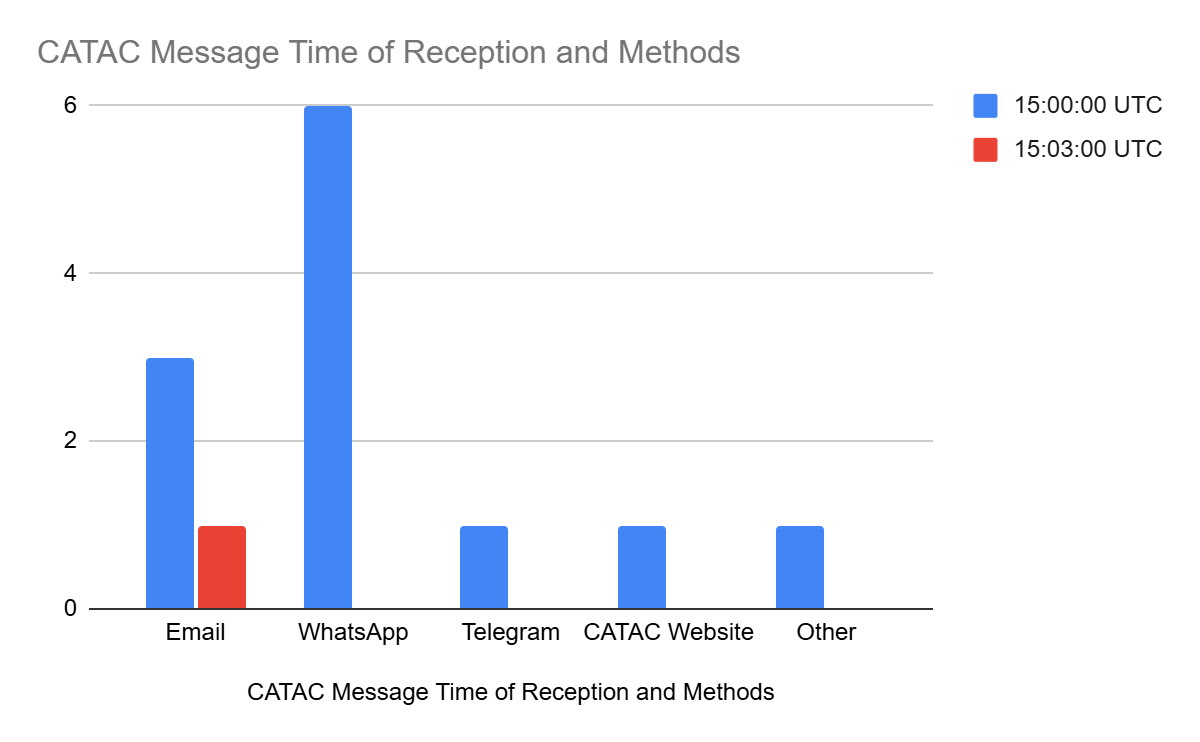 CATAC Message Time of Reception and Methods
15:00:00 UTC
15:03:00 UTC
6
4
2
0
Email WhatsApp Telegram CATAC Website Other
CATAC Message Time of Reception and Methods